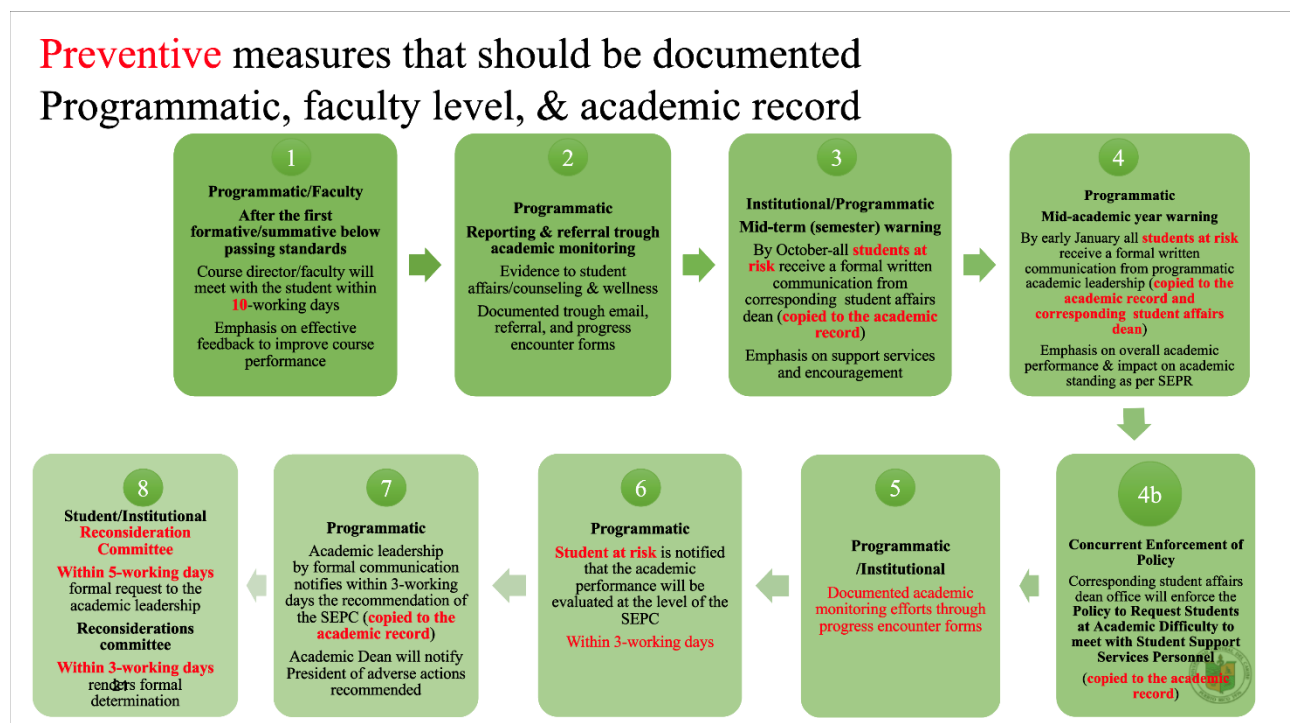 Preventive measures that should be documented
Programmatic, faculty level, & academic record
1
Programmatic/Faculty
After the first
formative/summative below
passing standards
Course director/faculty will
meet with the student within
10-working days
Emphasis on effective
feedback to improve course
performance
2
Programmatic
Reporting & referral trough
academic monitoring
Evidence to student
affairs/counseling & wellness
Documented trough email,
referral, and progress
encounter forms
3
Institutional/Programmatic
Mid-term (semester) warning
By October-all students at
risk receive a formal written
communication from
corresponding student affairs
dean (copied to the academic
record)
Emphasis on support services
and encouragement
4
Programmatic
Mid-academic year warning
By early January all students at risk
receive a formal written
communication from programmatic
academic leadership (copied to the
academic record and
corresponding student affairs
dean)
Emphasis on overall academic
performance & impact on academic
standing as per SEPR
4b
Concurrent Enforcement of
Policy
Corresponding student affairs
dean office will enforce the
Policy to Request Students
at Academic Difficulty to
meet with Student Support
Services Personnel
(copied to the academic
record)
5
Programmatic
/Institutional
Documented academic
monitoring efforts through
progress encounter forms
6
Programmatic
Student at risk is notified
that the academic
performance will be
evaluated at the level of the
SEPC
Within 3-working days
7
Programmatic
Academic leadership
by formal communication
notifies within 3-working
days the recommendation of
the SEPC (copied to the
academic record)
Academic Dean will notify
President of adverse actions
recommended
8
Student/Institutional
Reconsideration
Committee
Within 5-working days
formal request to the
academic leadership
Reconsiderations
committee
Within 3-working days
renders formal
determination
21